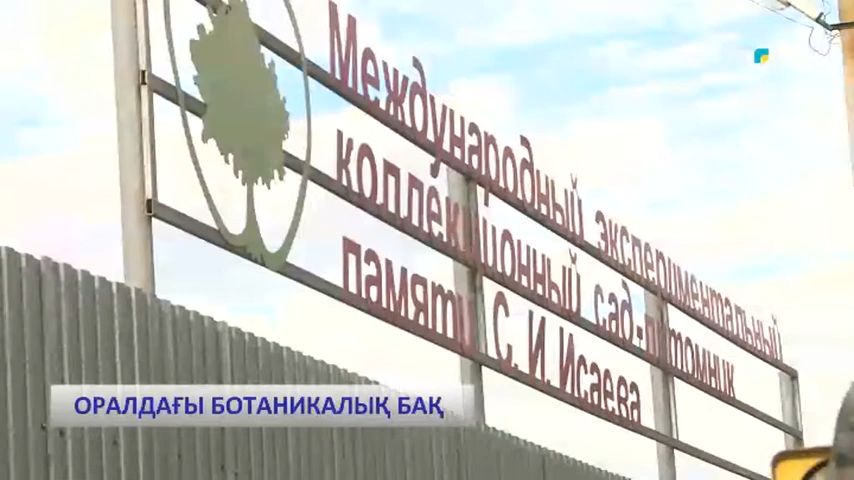 Международный экспериментальный
коллекционный сад-питомник
памяти С. И. Исаева
ОРАЛДАҒЫ БОТАНИКАЛЫҚ БАҚ